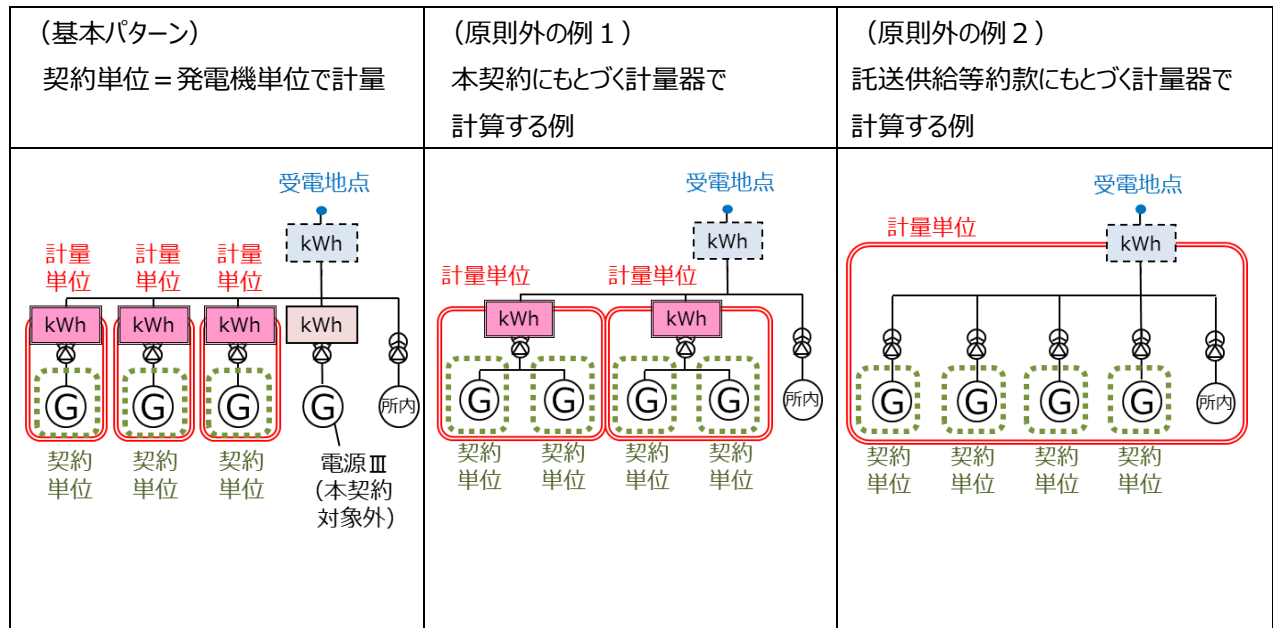 （基本パターン）
契約単位＝発電機単位で計量
受電地点
kWh
計量
単位
計量
単位
計量
単位
kWh
kWh
kWh
kWh
G
G
G
G
所内
契約
単位
契約
単位
契約
単位
電源Ⅲ
（本契約
対象外）
（原則外の例１）
本契約にもとづく計量器で
計算する例
受電地点
kWh
計量単位
計量単位
kWh
kWh
G
G
G
G
所内
契約
単位
契約
単位
契約
単位
契約
単位
（原則外の例２）
託送供給等約款にもとづく計量器で
計算する例
受電地点
計量単位
kWh
G
G
G
G
所内
契約
単位
契約
単位
契約
単位
契約
単位